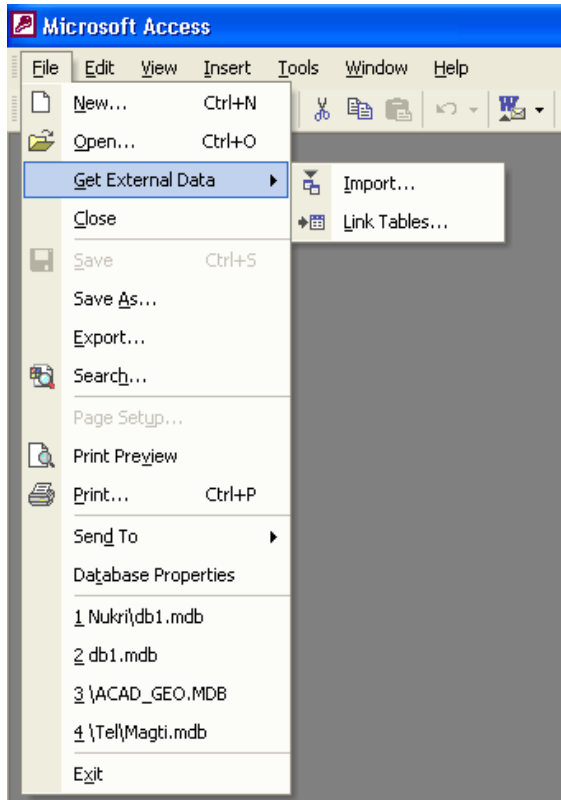 Microsoft Access
File Edit View Insert Tools Window Help
New... Ctrl+N
Open... Ctrl+O
Get External Data
Import...
Link Tables...
Close
Save Ctrl+S
Save As...
Export...
Search...
Page Setup...
Print Preview
Print... Ctrl+P
Send To
Database Properties
1 Nukri\db1.mdb
2 db1.mdb
3 \ACAD_GEO.MDB
4 \Tel\Magti.mdb
Exit